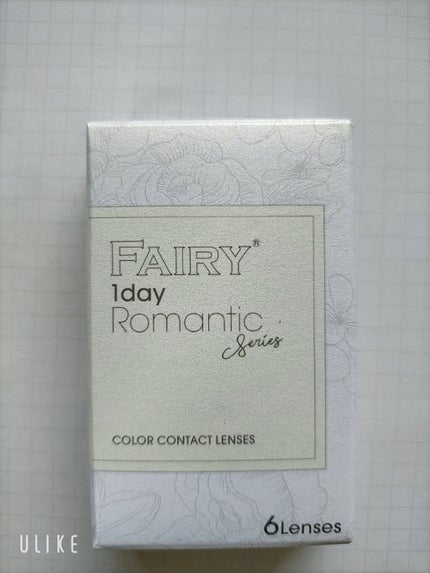 FAIRY®
1day
Romantic
Series
COLOR CONTACT LENSES
6Lenses
ULIKE